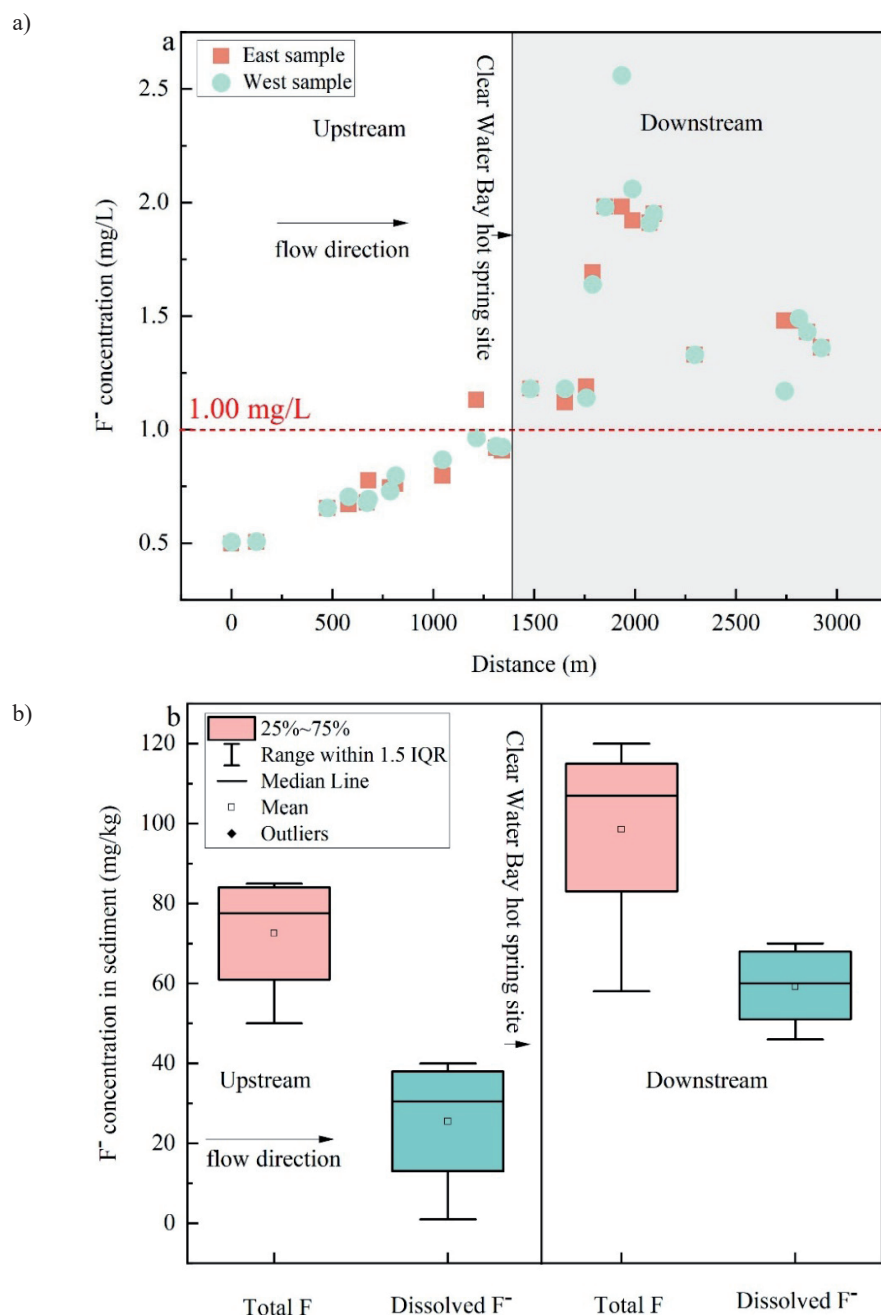 a)
a
East sample
West sample
Upstream
Downstream
Clear Water Bay
hot spring site
flow direction
1.00 mg/L
F⁻ concentration (mg/L)
2.5
2.0
1.5
1.0
0.5
0 500 1000 1500 2000 2500 3000
Distance (m)
b)
b
25%~75%
Range within 1.5 IQR
Median Line
Mean
Outliers
Clear Water Bay
hot spring site
Upstream
Downstream
flow direction
F⁻ concentration in sediment (mg/kg)
120
100
80
60
40
20
0
Total F Dissolved F⁻ Total F Dissolved F⁻